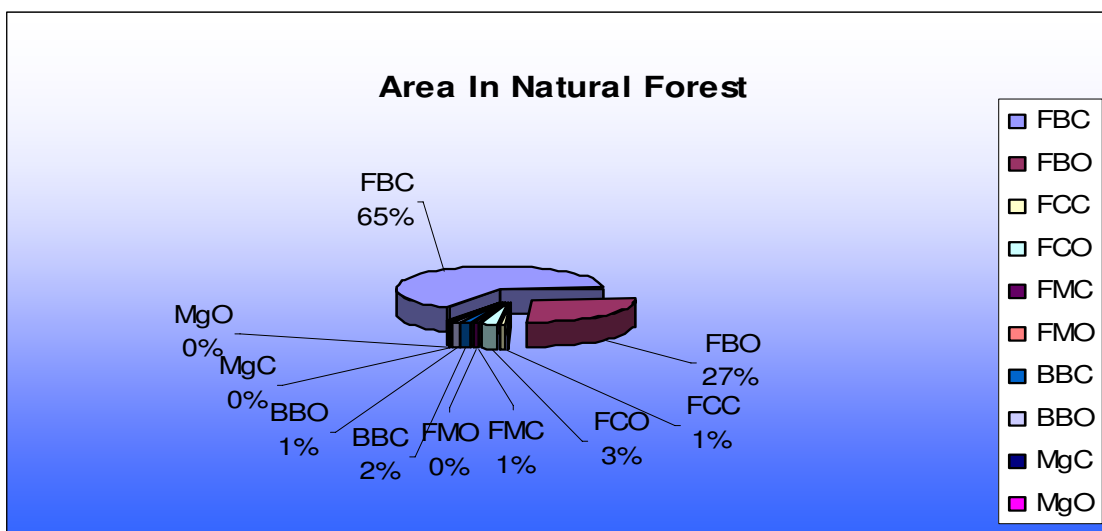 Area In Natural Forest
FBC
65%
FBO
27%
FCC
1%
FCO
3%
FMC
1%
FMO
0%
BBC
2%
BBO
1%
MgC
0%
MgO
0%
FBC
FBO
FCC
FCO
FMC
FMO
BBC
BBO
MgC
MgO